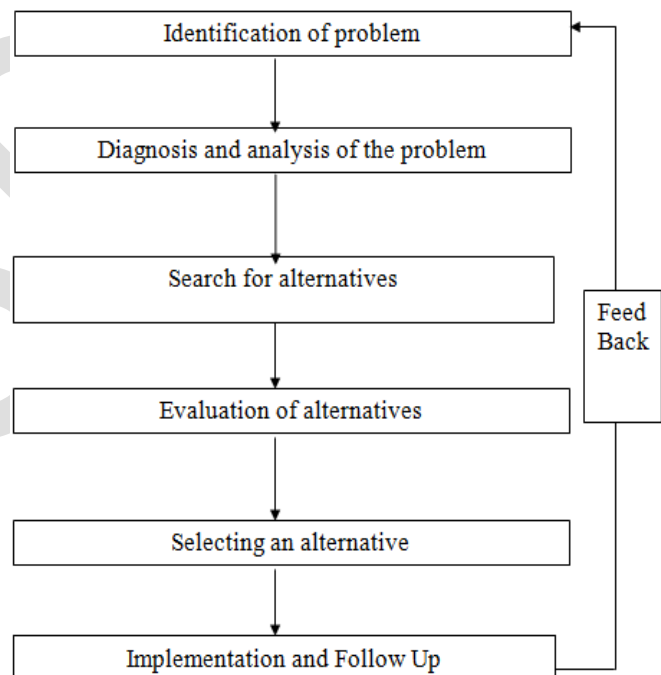 Identification of problem
Diagnosis and analysis of the problem
Search for alternatives
Feed
Back
Evaluation of alternatives
Selecting an alternative
Implementation and Follow Up